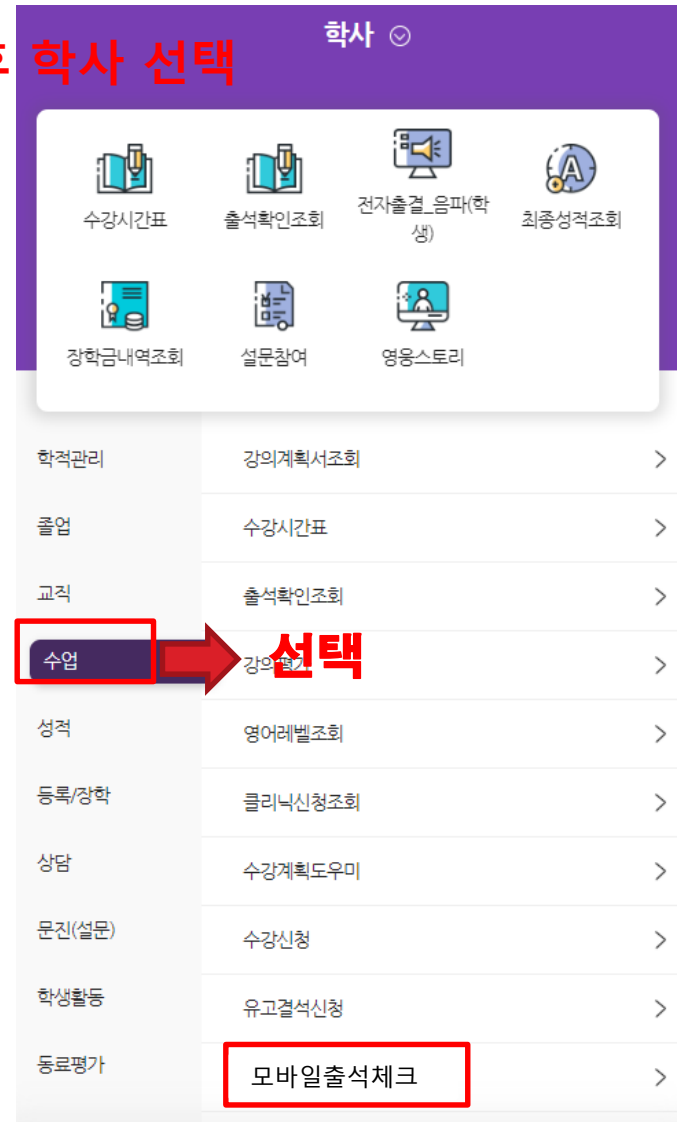 학사
후 학사 선택
수강시간표
출석확인조회
전자출결_음파(학
생)
최종성적조회
장학금내역조회
설문참여
영웅스토리
학적관리
강의계획서조회
졸업
수강시간표
교직
출석확인조회
수업
선택
강의평가
성적
영어레벨조회
등록/장학
클리닉신청조회
상담
수강계획도우미
문진(설문)
수강신청
학생활동
유고결석신청
동료평가
모바일출석체크